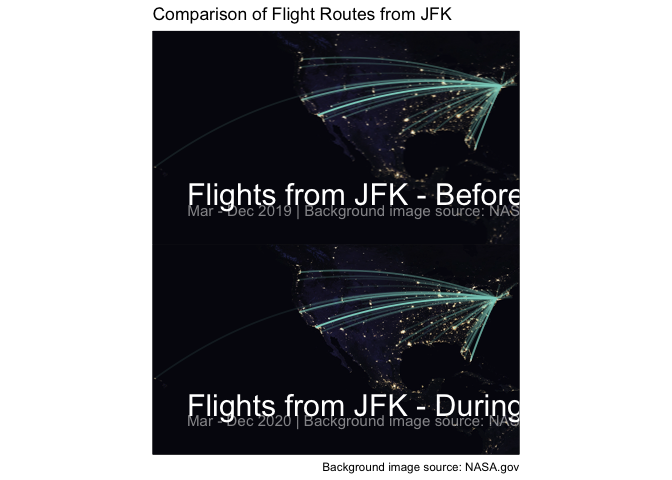 Comparison of Flight Routes from JFK
Flights from JFK - Before
Mar - Dec 2019 | Background image source: NAS
Flights from JFK - During
Mar - Dec 2020 | Background image source: NAS
Background image source: NASA.gov